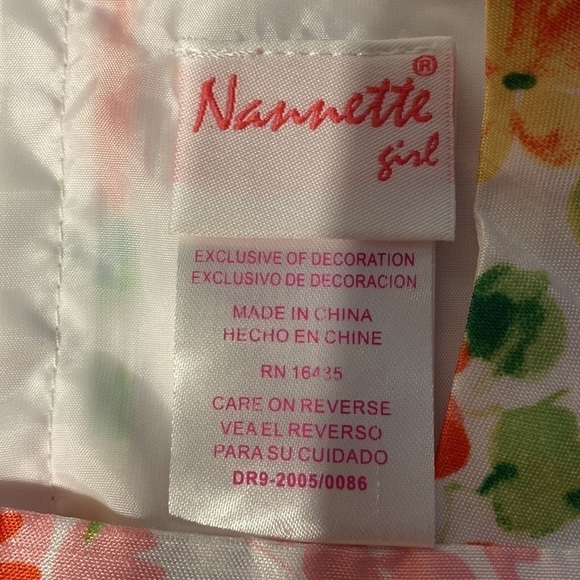 Nannette®
girl
EXCLUSIVE OF DECORATION
EXCLUSIVO DE DECORACION
MADE IN CHINA
HECHO EN CHINE
RN 16435
CARE ON REVERSE
VEA EL REVERSO
PARA SU CUIDADO
DR9-2005/0086